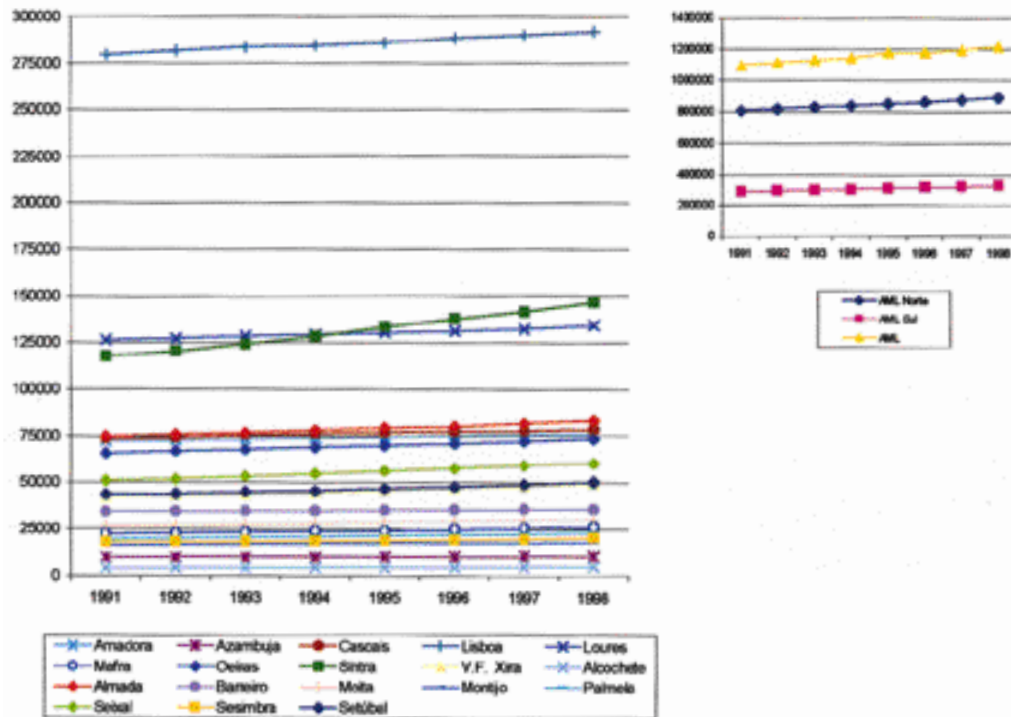 300000
275000
250000
225000
200000
175000
150000
125000
100000
75000
50000
25000
0
1991 1992 1993 1994 1995 1996 1997 1998
Amadora Azambuja Cascais Lisboa Loures
Mafra Oeiras Sintra V.F. Xira Alcochete
Almada Barreiro Moita Montijo Palmela
Seixal Sesimbra Setúbal
1400000
1200000
1000000
800000
600000
400000
200000
0
1991 1992 1993 1994 1995 1996 1997 1998
AML Norte
AML Sul
AML